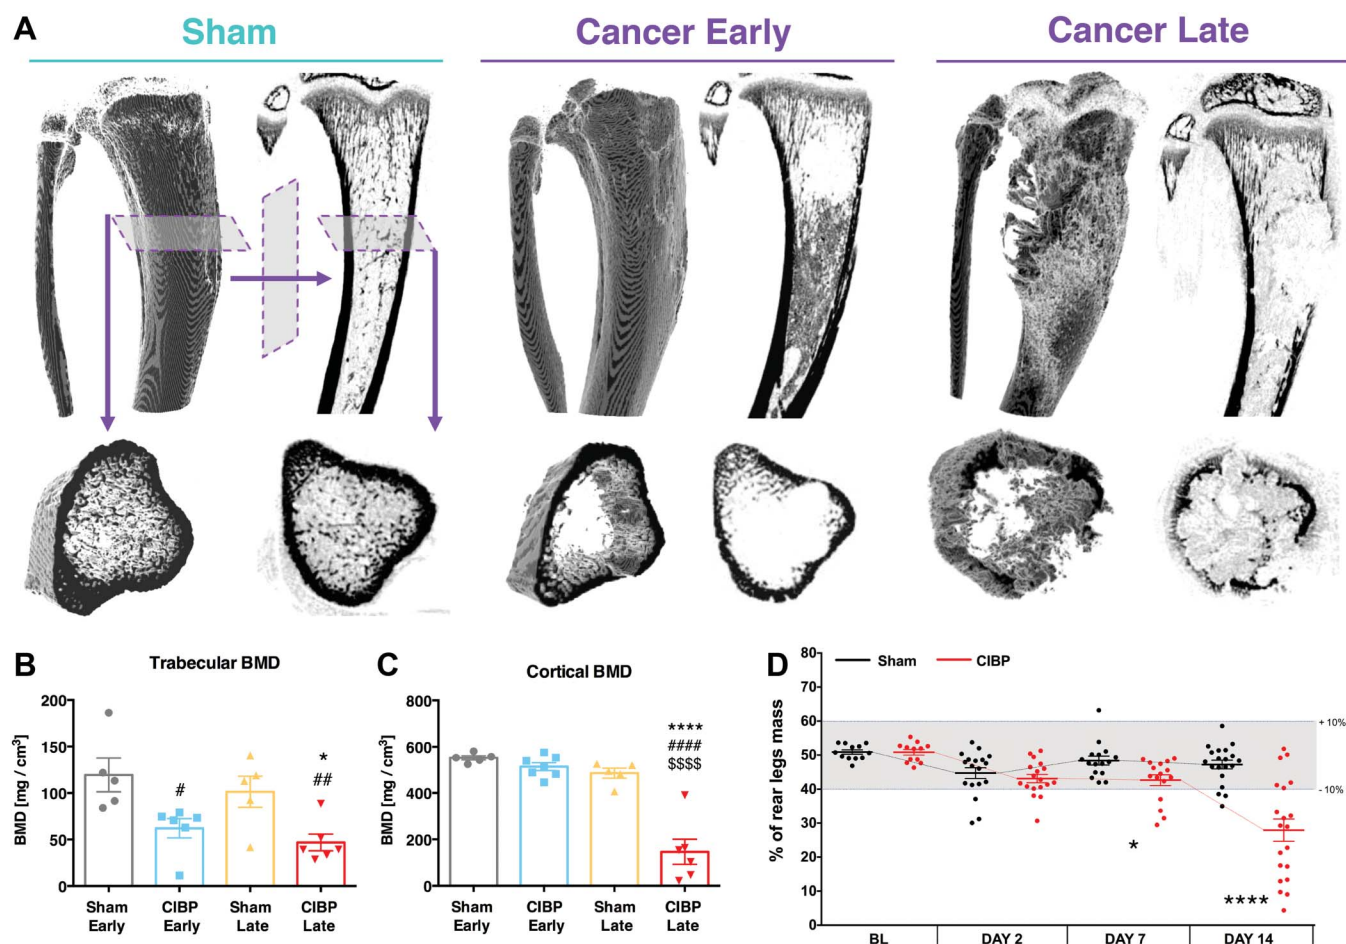 A
Sham
Cancer Early
Cancer Late
B
Trabecular BMD
BMD [mg / cm³]
200
150
100
50
0
#
*
##
Sham Early
CIBP Early
Sham Late
CIBP Late
C
Cortical BMD
BMD [mg / cm³]
800
600
400
200
0
****
####
$$$$
Sham Early
CIBP Early
Sham Late
CIBP Late
D
% of rear legs mass
80
70
60
50
40
30
20
10
0
Sham
CIBP
+ 10%
- 10%
*
****
BL
DAY 2
DAY 7
DAY 14